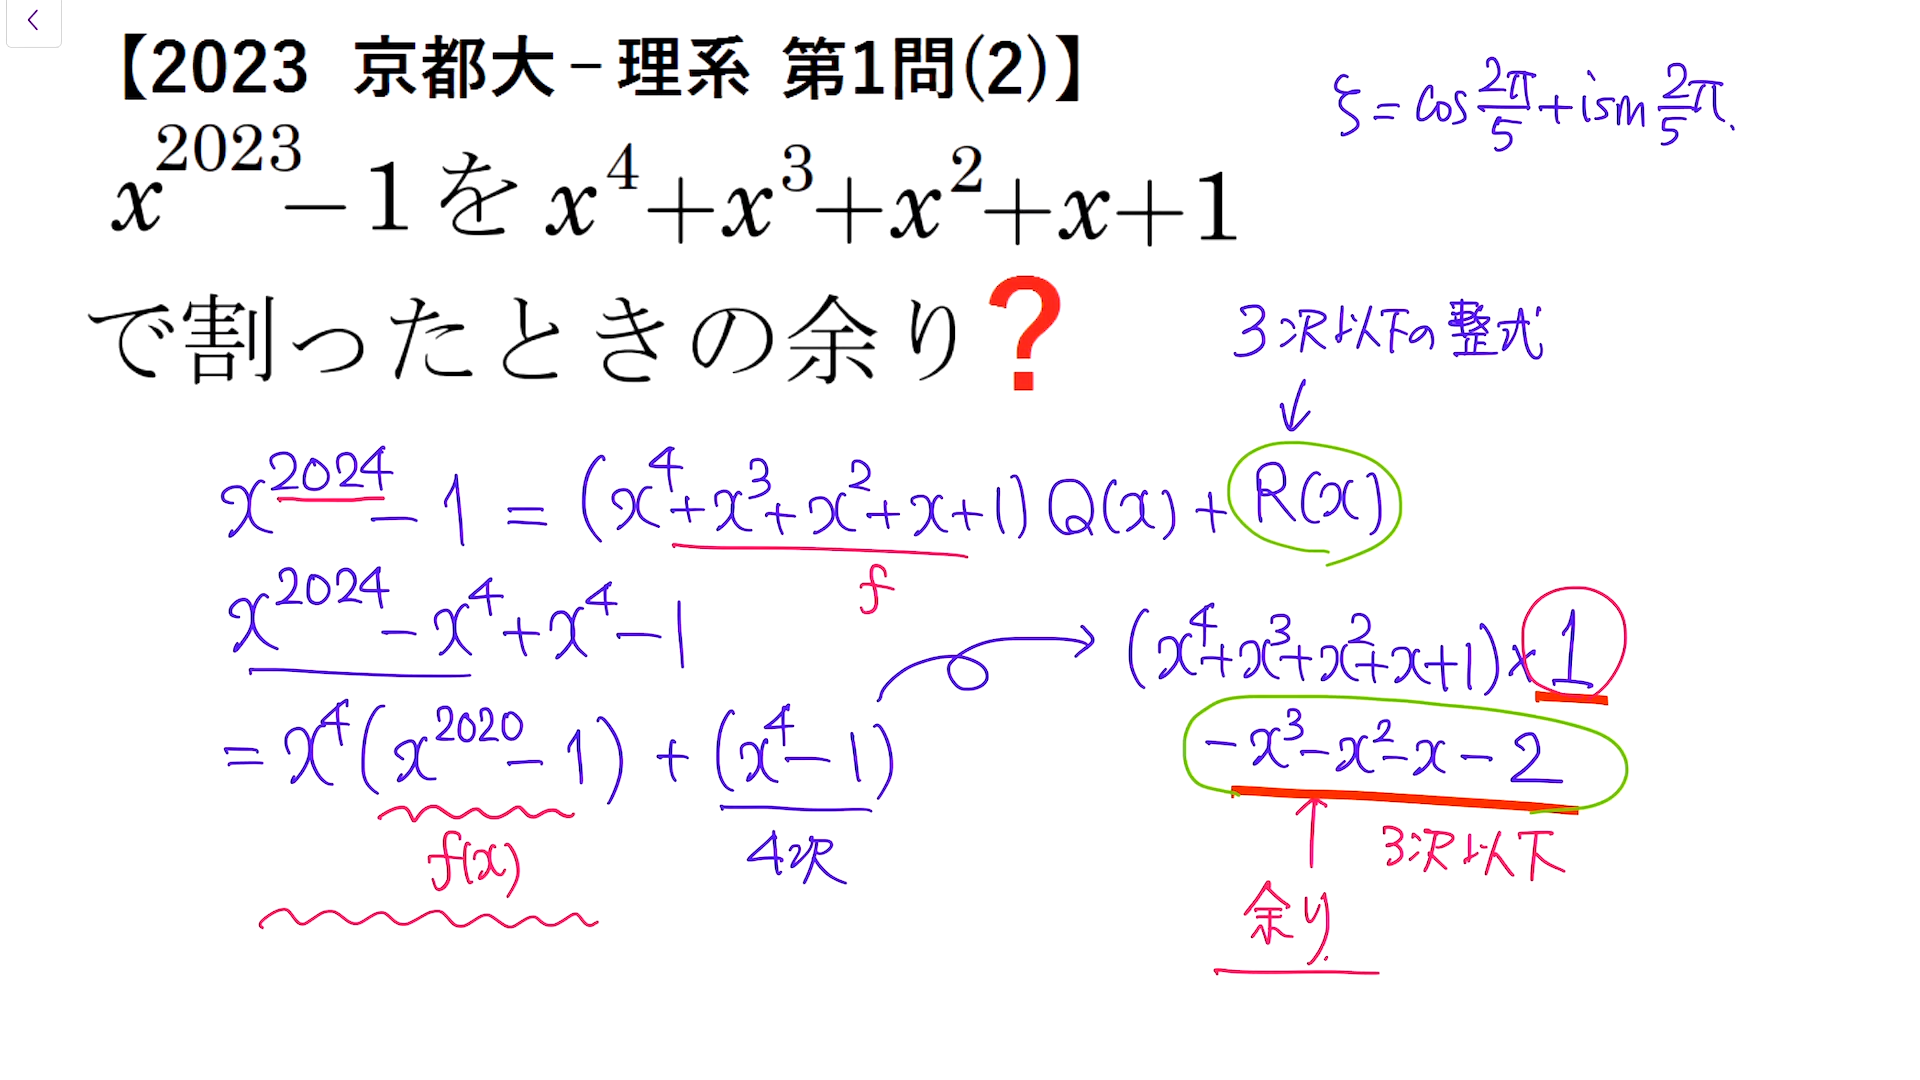 【2023 京都大－理系 第1問(2)】
ξ = cos 2π/5 + i sin 2π/5.
x^2023 − 1 を x^4 + x^3 + x^2 + x + 1
で割ったときの余り?
3次以下の整式
↓
x^2024 − 1 = (x^4 + x^3 + x^2 + x + 1) Q(x) + R(x)
f
x^2024 − x^4 + x^4 − 1
(x^4 + x^3 + x^2 + x + 1) × 1
= x^4 (x^2020 − 1) + (x^4 − 1)
− x^3 − x^2 − x − 2
f(x)
4次
3次以下
余り.